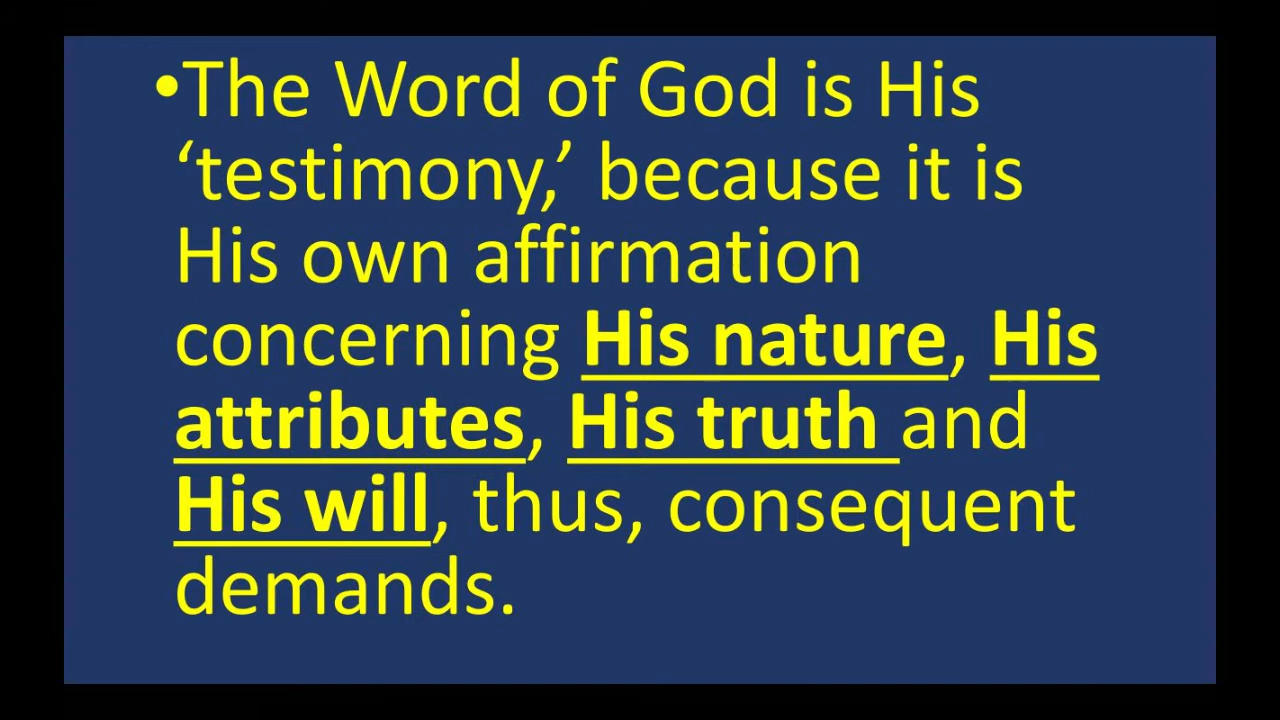 •The Word of God is His
‘testimony,’ because it is
His own affirmation
concerning His nature, His
attributes, His truth and
His will, thus, consequent
demands.